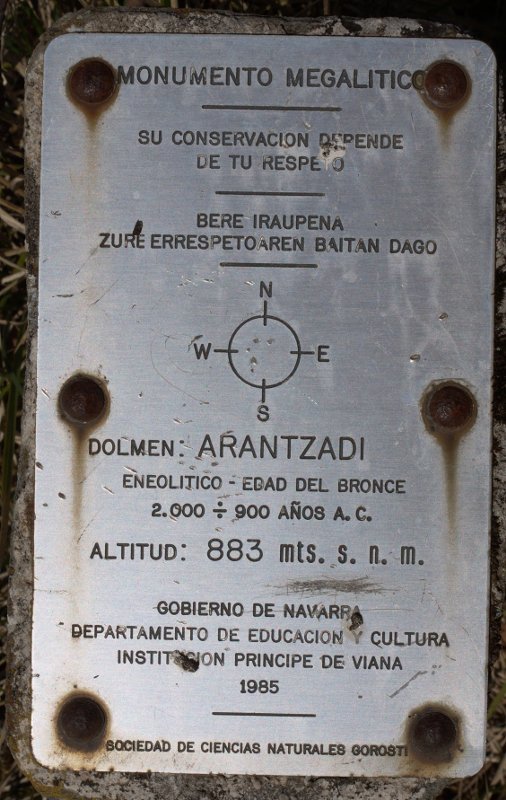 MONUMENTO MEGALITICO
SU CONSERVACION DEPENDE
DE TU RESPETO
BERE IRAUPENA
ZURE ERRESPETOAREN BAITAN DAGO
N
W E
S
DOLMEN: ARANTZADI
ENEOLITICO - EDAD DEL BRONCE
2.000 ÷ 900 AÑOS A. C.
ALTITUD: 883 mts. s. n. m.
GOBIERNO DE NAVARRA
DEPARTAMENTO DE EDUCACION Y CULTURA
INSTITUCION PRINCIPE DE VIANA
1985
SOCIEDAD DE CIENCIAS NATURALES GOROSTI